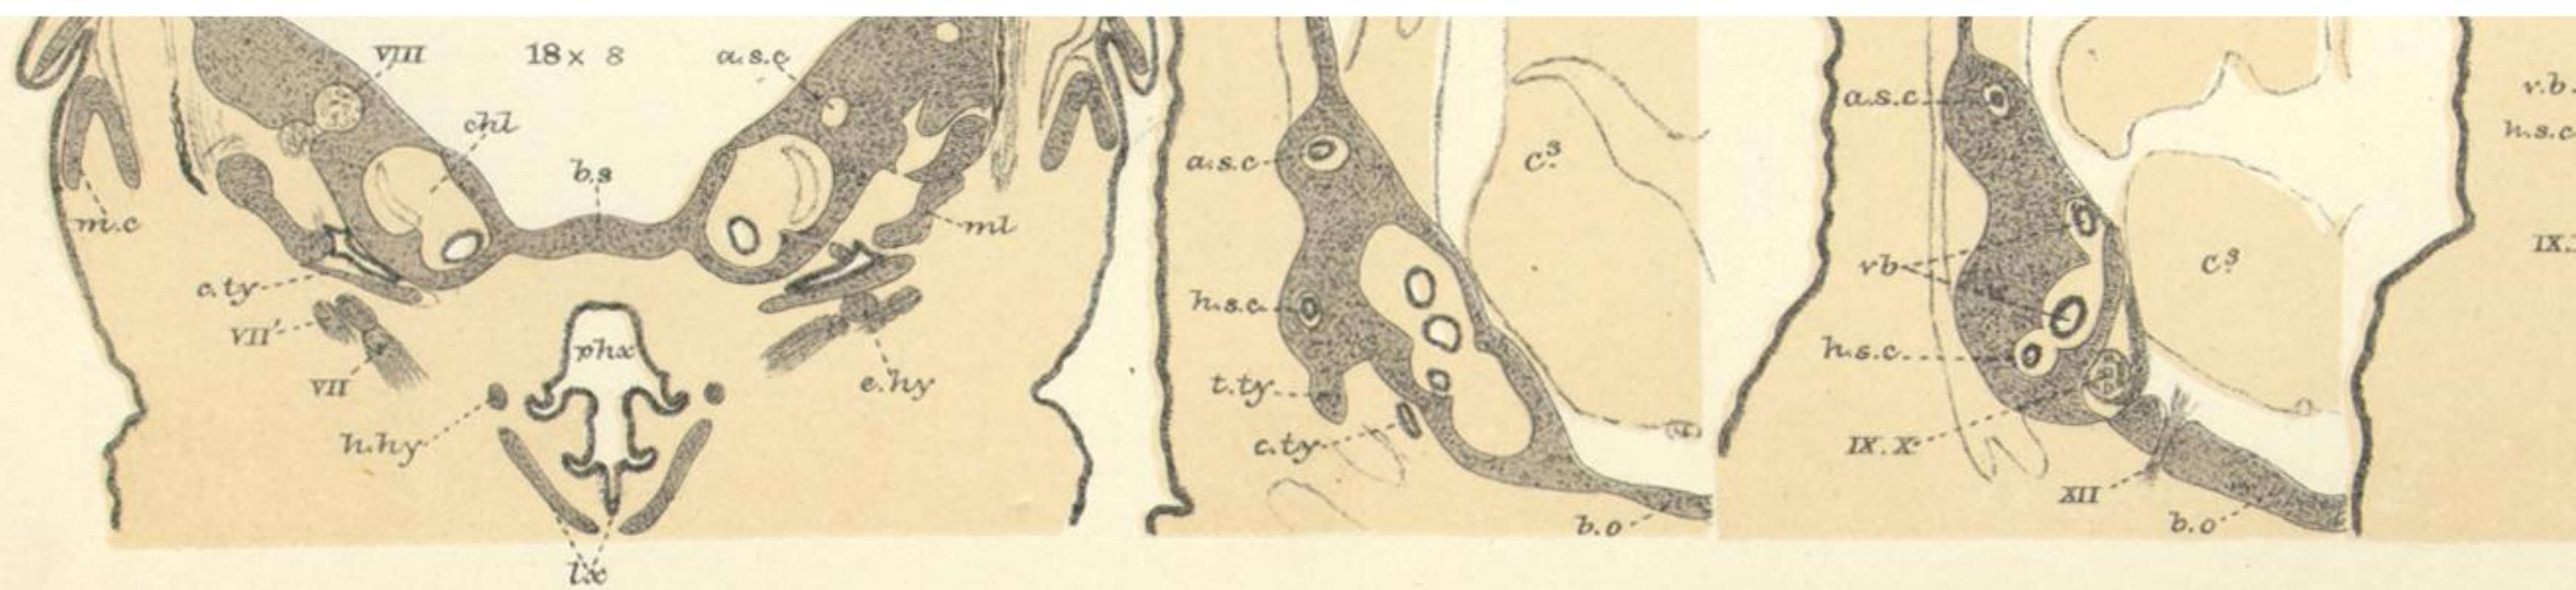 VIII
18 x 8
a.s.c
chl
b.s
m.c
ml
c.ty
VII'
phx
VII
e.hy
h.hy
lx
a.s.c
C³
h.s.c
t.ty
c.ty
b.o
a.s.c
vb
C³
h.s.c
IX.X
XII
b.o
v.b.
h.s.c
IX.